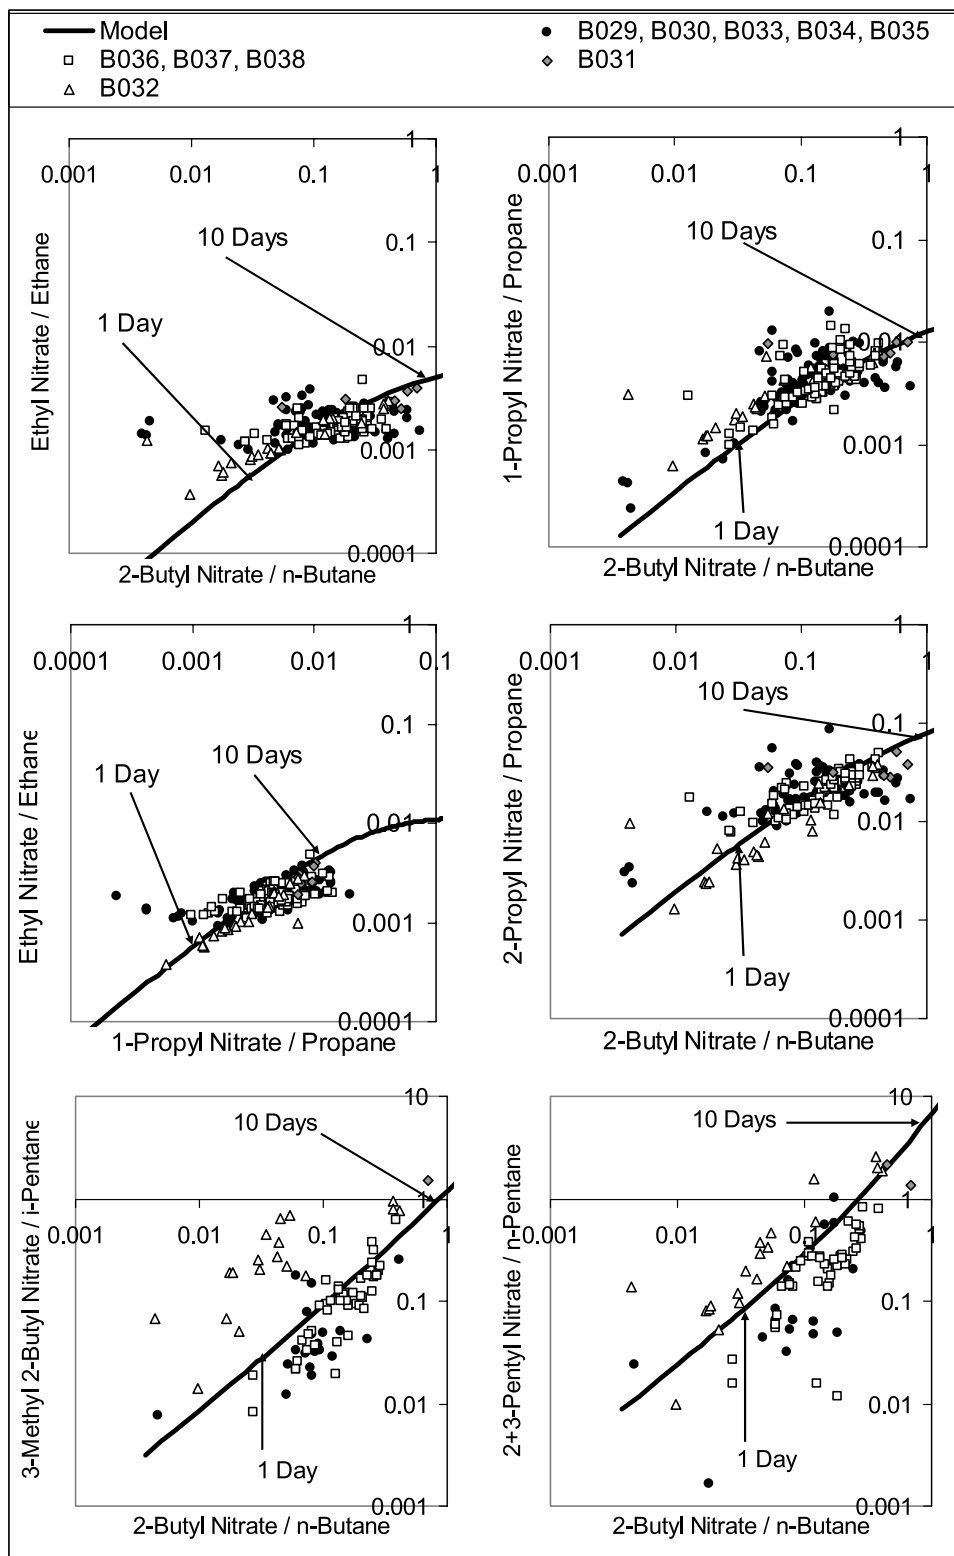 Model
B029, B030, B033, B034, B035
B036, B037, B038
B031
B032
1
0.001 0.01 0.1 1
10 Days
0.1
1 Day
0.01
0.001
0.0001
Ethyl Nitrate / Ethane
2-Butyl Nitrate / n-Butane
1
0.001 0.01 0.1 1
10 Days
0.1
0.01
0.001
1 Day
0.0001
1-Propyl Nitrate / Propane
2-Butyl Nitrate / n-Butane
1
0.0001 0.001 0.01 0.1
0.1
1 Day
10 Days
0.01
0.001
0.0001
Ethyl Nitrate / Ethane
1-Propyl Nitrate / Propane
1
0.001 0.01 0.1 1
10 Days
0.1
0.01
0.001
1 Day
0.0001
2-Propyl Nitrate / Propane
2-Butyl Nitrate / n-Butane
10
10 Days
1
0.001 0.01 0.1 1
0.1
0.01
1 Day
0.001
3-Methyl 2-Butyl Nitrate / i-Pentane
2-Butyl Nitrate / n-Butane
10
10 Days
1
0.001 0.01 0.1 1
0.1
0.01
1 Day
0.001
2+3-Pentyl Nitrate / n-Pentane
2-Butyl Nitrate / n-Butane